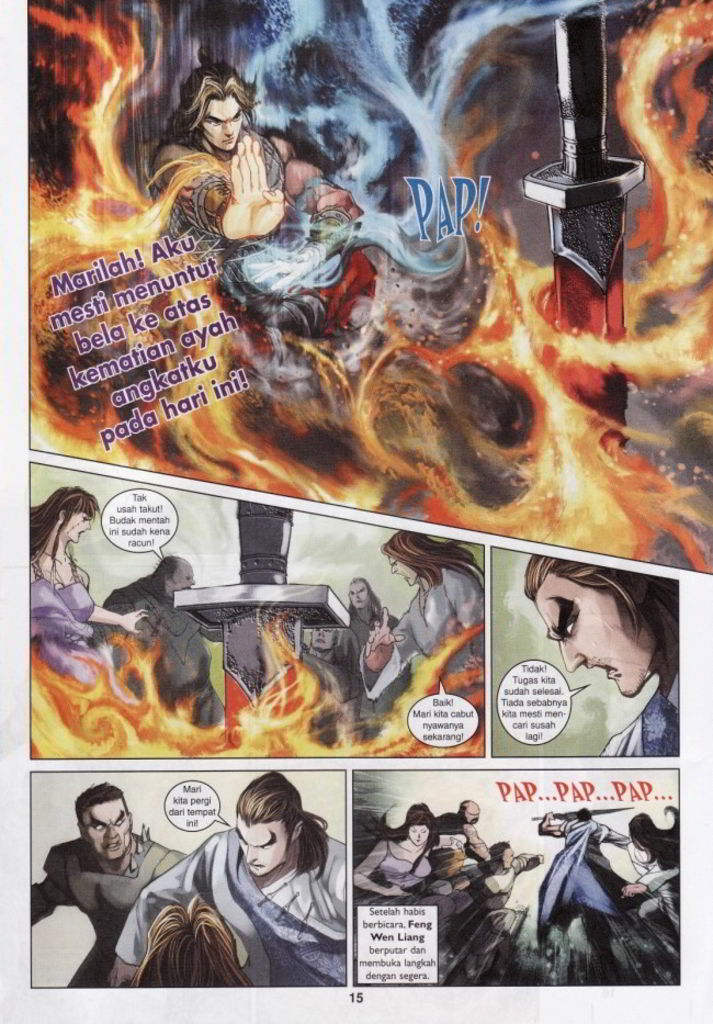 PAP!
Marilah! Aku
mesti menuntut
bela ke atas
kematian ayah
angkatku
pada hari ini!
Tak
usah takut!
Budak mentah
ini sudah kena
racun!
Baik!
Mari kita cabut
nyawanya
sekarang!
Tidak!
Tugas kita
sudah selesai.
Tiada sebabnya
kita mesti men-
cari susah
lagi!
Mari
kita pergi
dari tempat
ini!
PAP...PAP...PAP...
Setelah habis
berbicara, Feng
Wen Liang
berputar dan
membuka langkah
dengan segera.
15